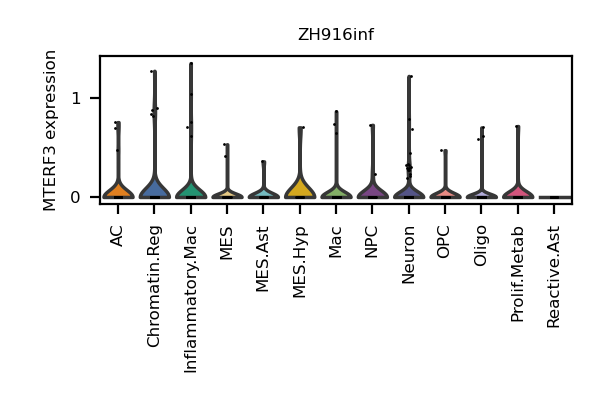 ZH916inf
MTERF3 expression
1
0
AC
Chromatin.Reg
Inflammatory.Mac
MES
MES.Ast
MES.Hyp
Mac
NPC
Neuron
OPC
Oligo
Prolif.Metab
Reactive.Ast